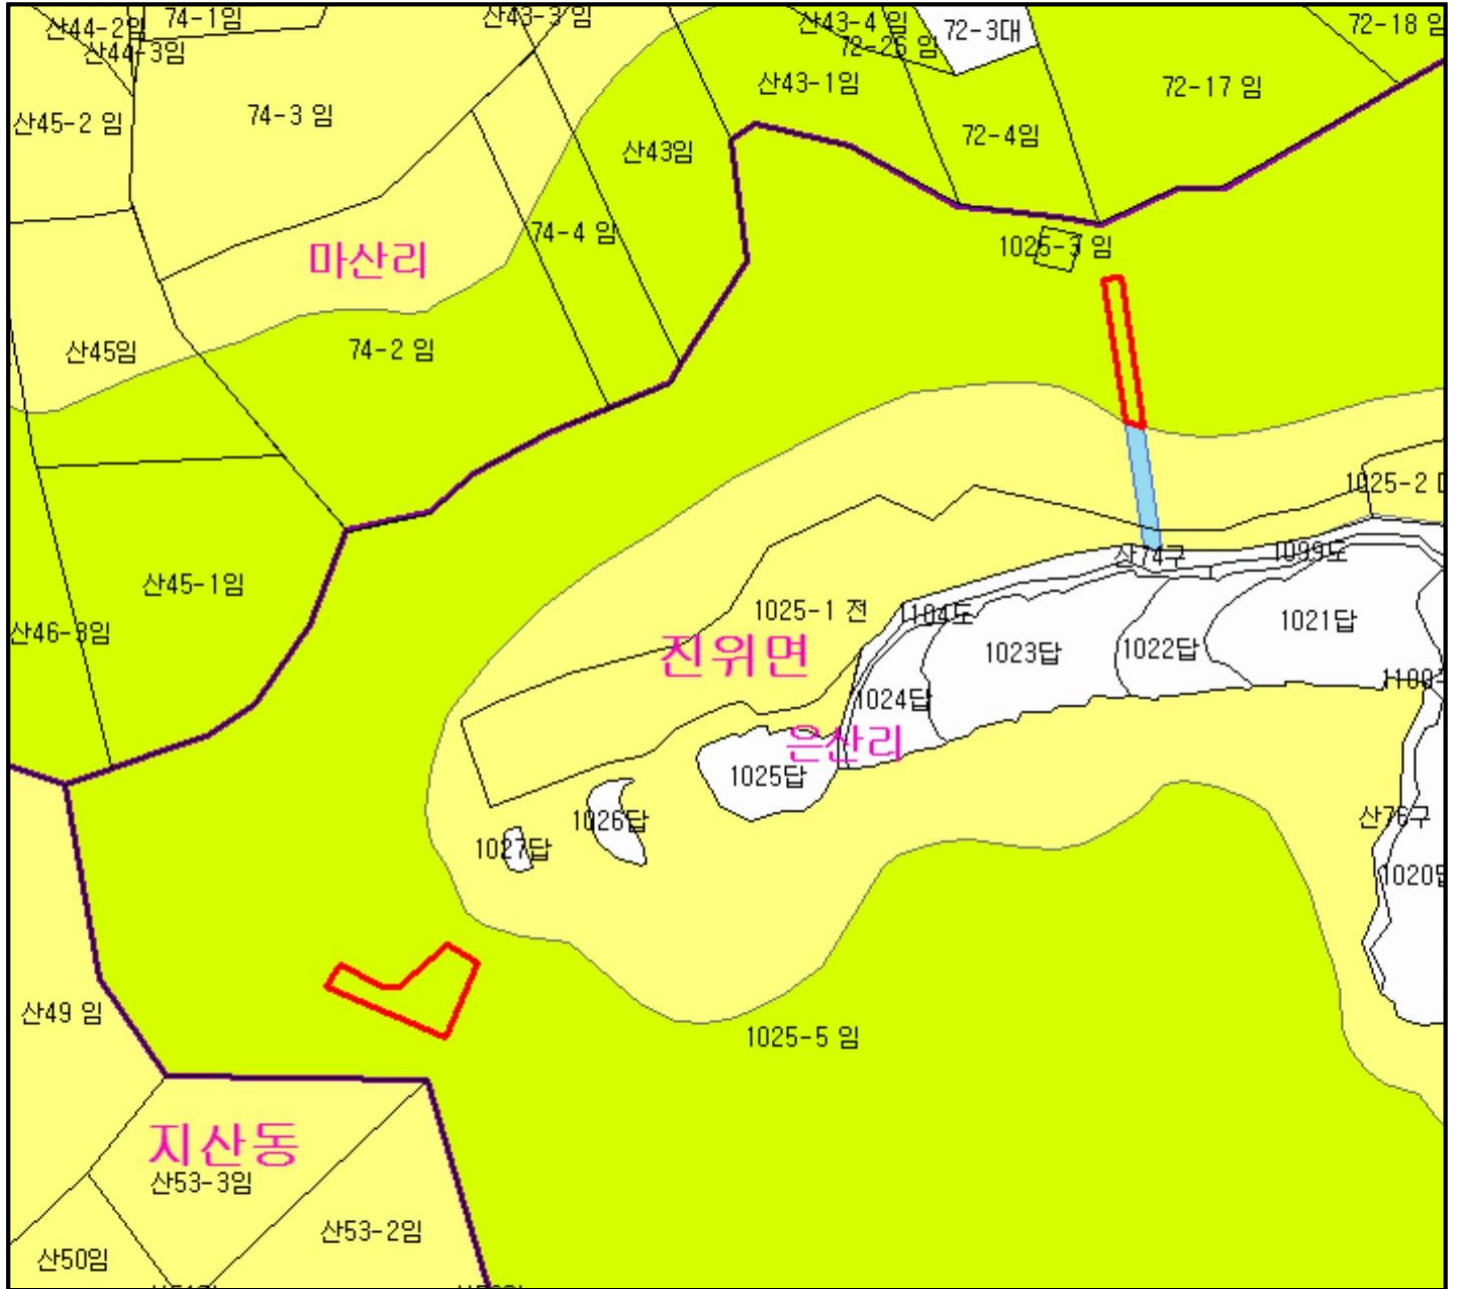 산44-2임
74-1임
산43-3임
산43-4 임
72-3대
72-18 임
산44-3임
72-26 임
산43-1임
72-17 임
산45-2 임
74-3 임
72-4임
산43임
74-4 임
1025-3 임
마산리
산45임
74-2 임
1025-2
산74구
1099도
산45-1임
1025-1 전
1104도
1021답
산46-3임
진위면
1023답
1022답
1024답
은산리
1025답
1026답
산76구
1027답
1020답
산49 임
1025-5 임
지산동
산53-3임
산53-2임
산50임